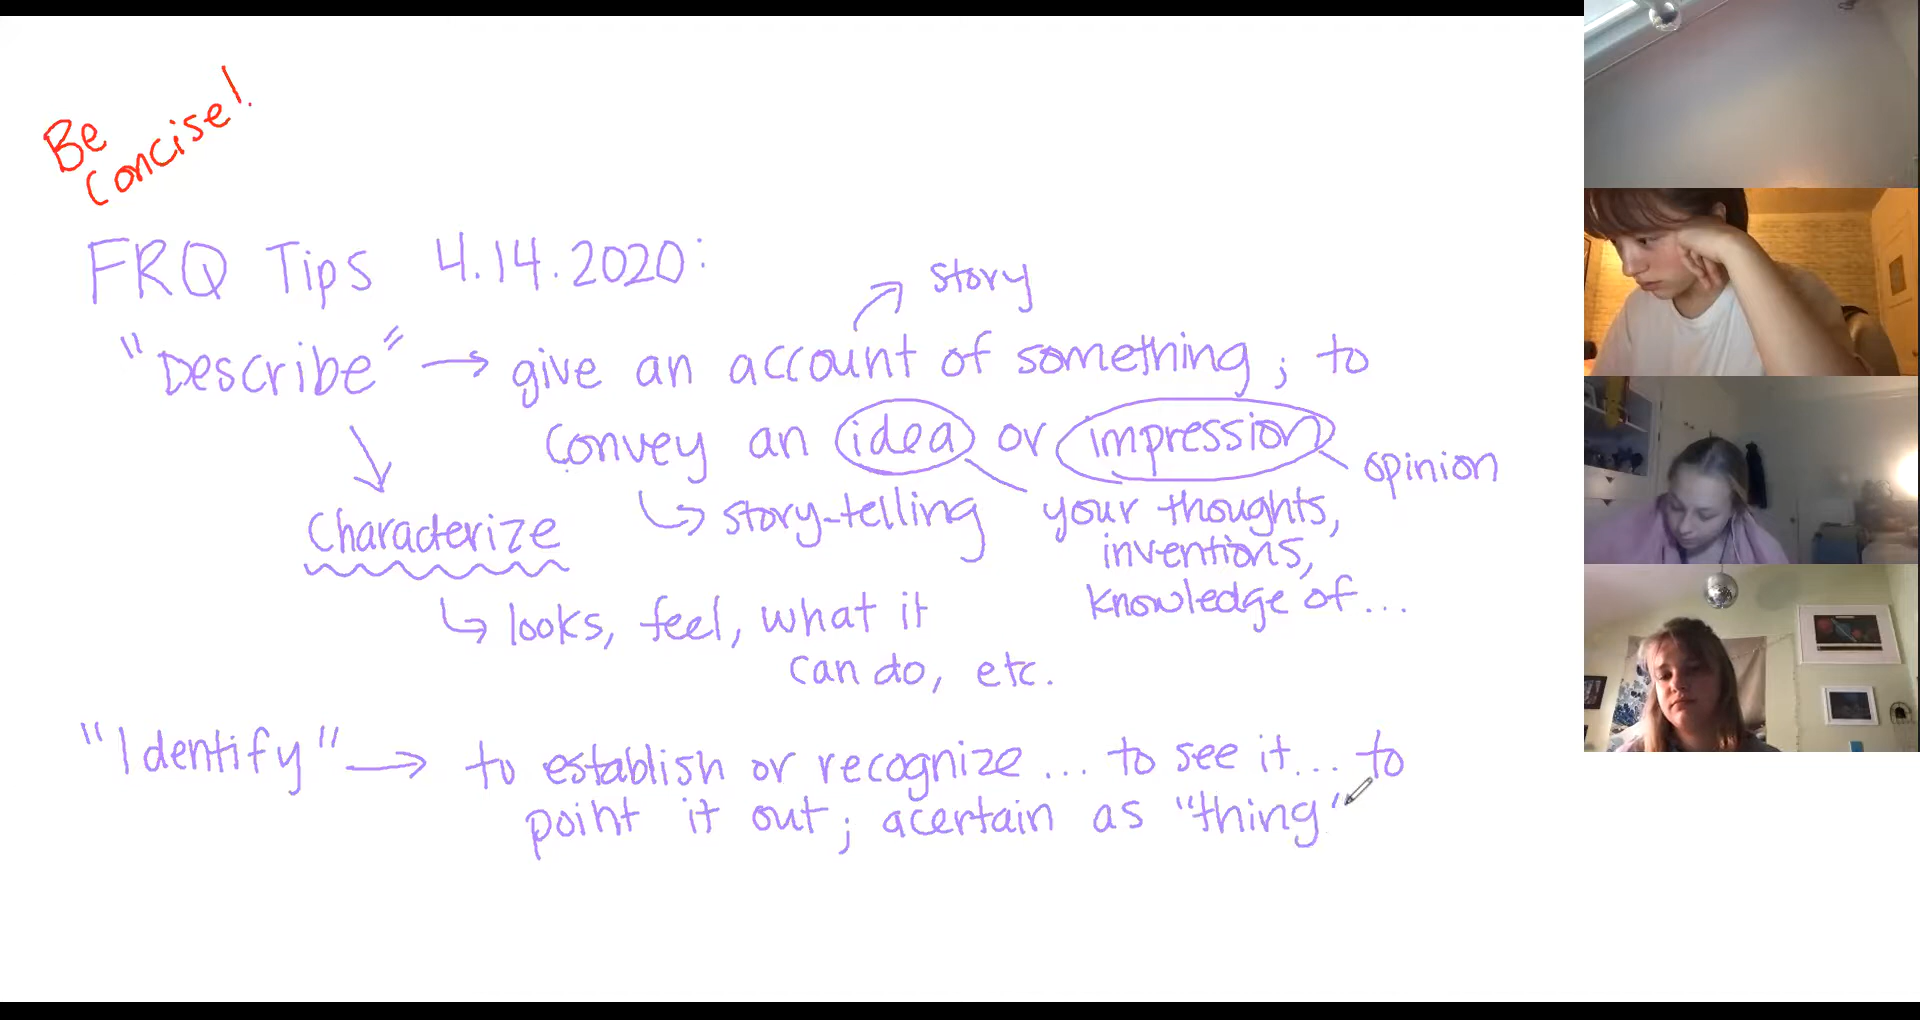 Be
Concise!
FRQ Tips 4.14.2020:
story
"Describe" → give an account of something; to
convey an idea or impression
opinion
Characterize
story-telling
your thoughts,
inventions,
knowledge of...
looks, feel, what it
can do, etc.
"Identify" → to establish or recognize... to see it... to
point it out; acertain as "thing"